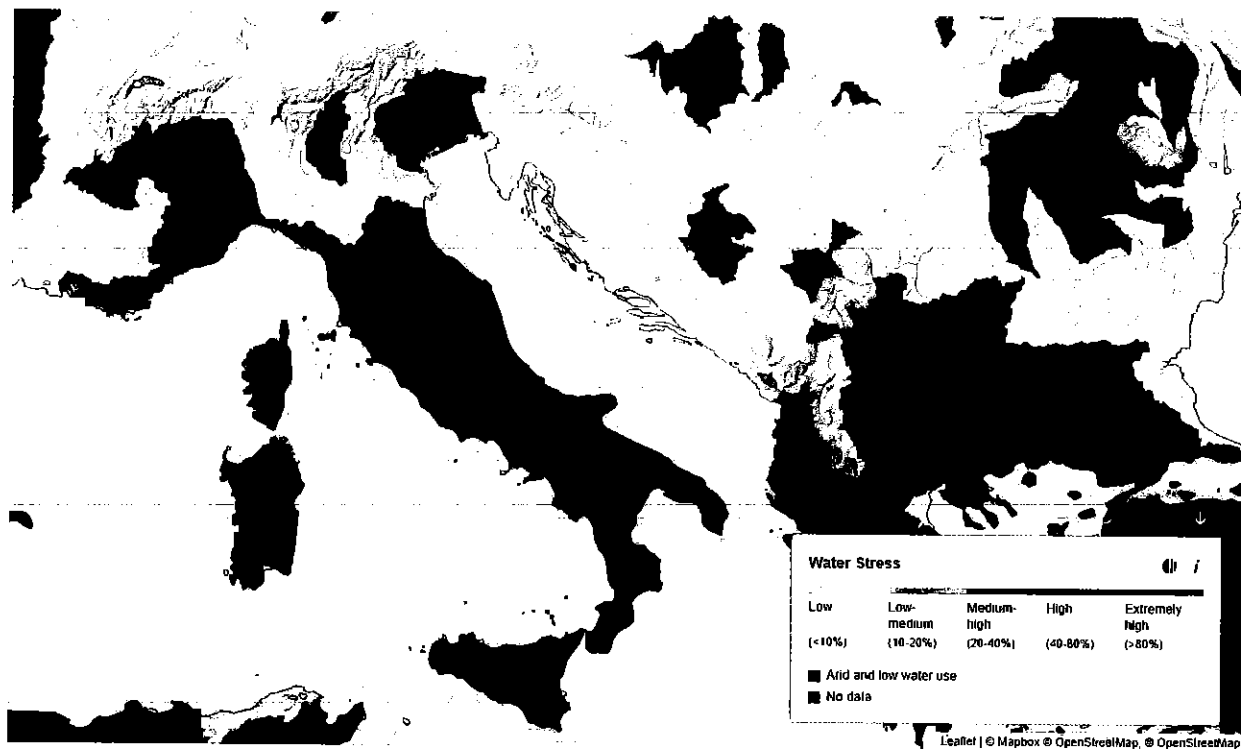 Water Stress i
Low Low-medium Medium-high High Extremely high
(<10%) (10-20%) (20-40%) (40-80%) (>80%)
Arid and low water use
No data
Leaflet | © Mapbox © OpenStreetMap, © OpenStreetMap